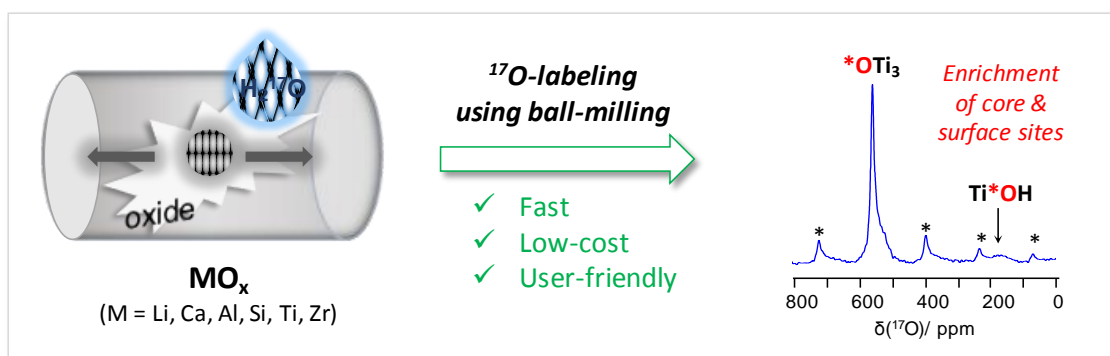 H₂¹⁷O
oxide
MOₓ
(M = Li, Ca, Al, Si, Ti, Zr)
¹⁷O-labeling
using ball-milling
✓ Fast
✓ Low-cost
✓ User-friendly
*OTi₃
Enrichment
of core &
surface sites
Ti*OH
* * * *
800 600 400 200 0
δ(¹⁷O)/ ppm